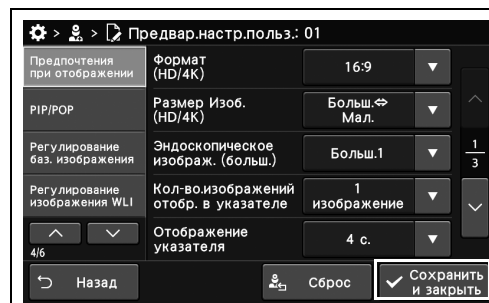 > > Предвар.настр.польз.: 01
Предпочтения
при отображении
PIP/POP
Регулирование
баз. изображения
Регулирование
изображения WLI
4/6
Формат
(HD/4K)
16:9
Размер Изоб.
(HD/4K)
Больш.⇔
Мал.
Эндоскопическое
изображ. (больш.)
Больш.1
Кол-во.изображений
отобр. в указателе
1
изображение
Отображение
указателя
4 с.
1
3
Назад
Сброс
Сохранить
и закрыть